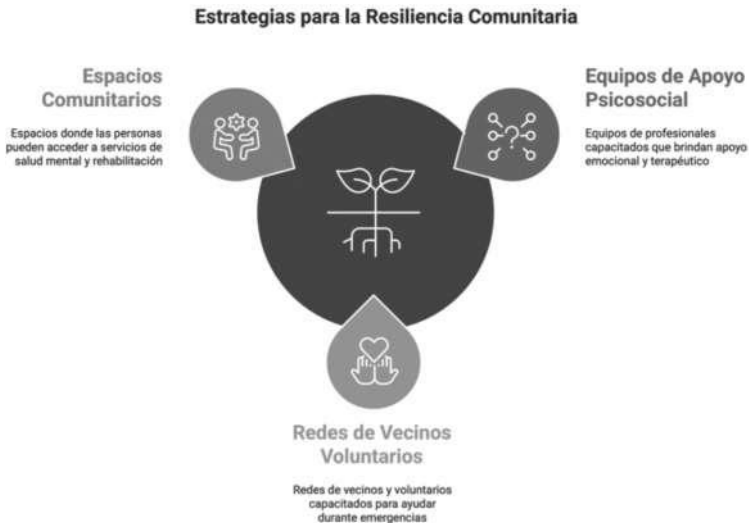 Estrategias para la Resiliencia Comunitaria
Espacios
Comunitarios
Espacios donde las personas
pueden acceder a servicios de
salud mental y rehabilitación
Equipos de Apoyo
Psicosocial
Equipos de profesionales
capacitados que brindan apoyo
emocional y terapéutico
?
Redes de Vecinos
Voluntarios
Redes de vecinos y voluntarios
capacitados para ayudar
durante emergencias